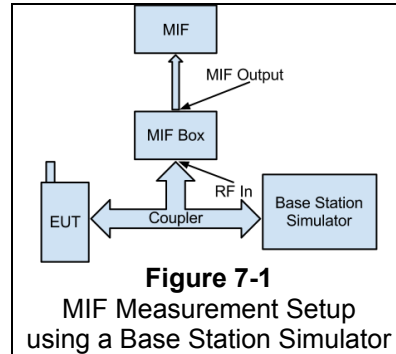 MIF
MIF Output
MIF Box
RF In
EUT
Coupler
Base Station
Simulator
Figure 7-1
MIF Measurement Setup
using a Base Station Simulator